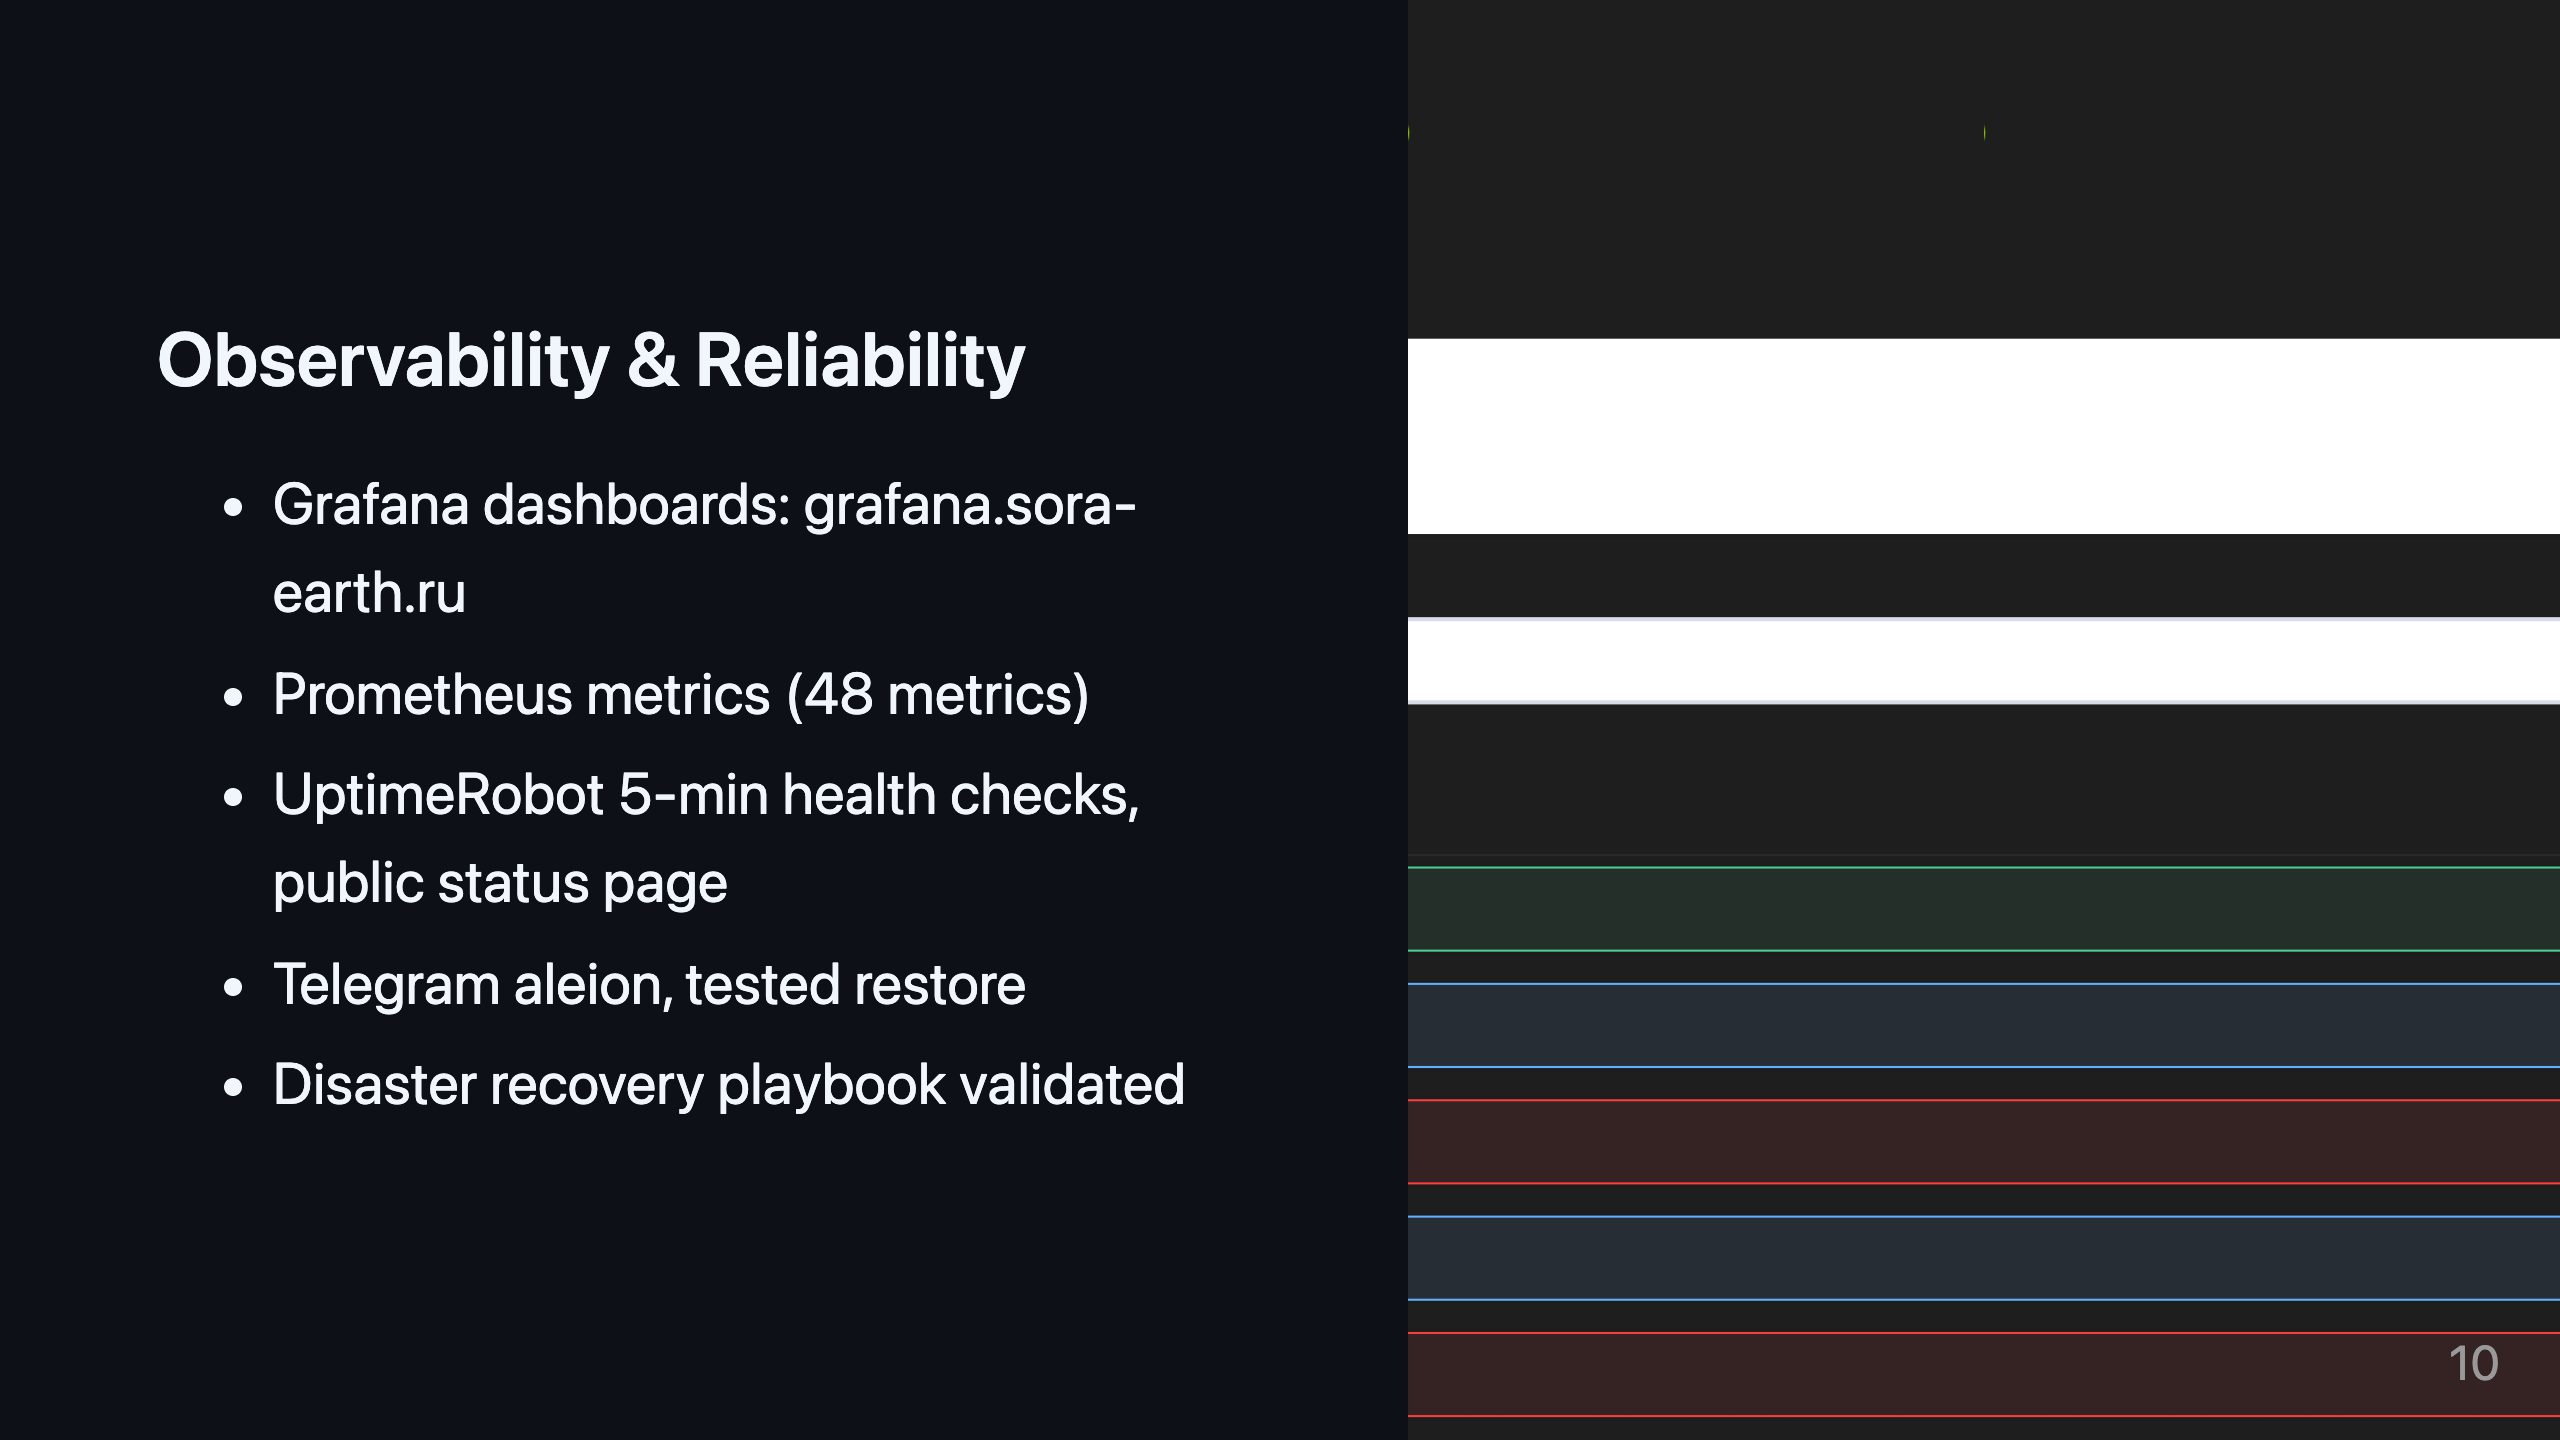 Observability & Reliability
• Grafana dashboards: grafana.sora-
earth.ru
• Prometheus metrics (48 metrics)
• UptimeRobot 5-min health checks,
public status page
• Telegram aleion, tested restore
• Disaster recovery playbook validated
10